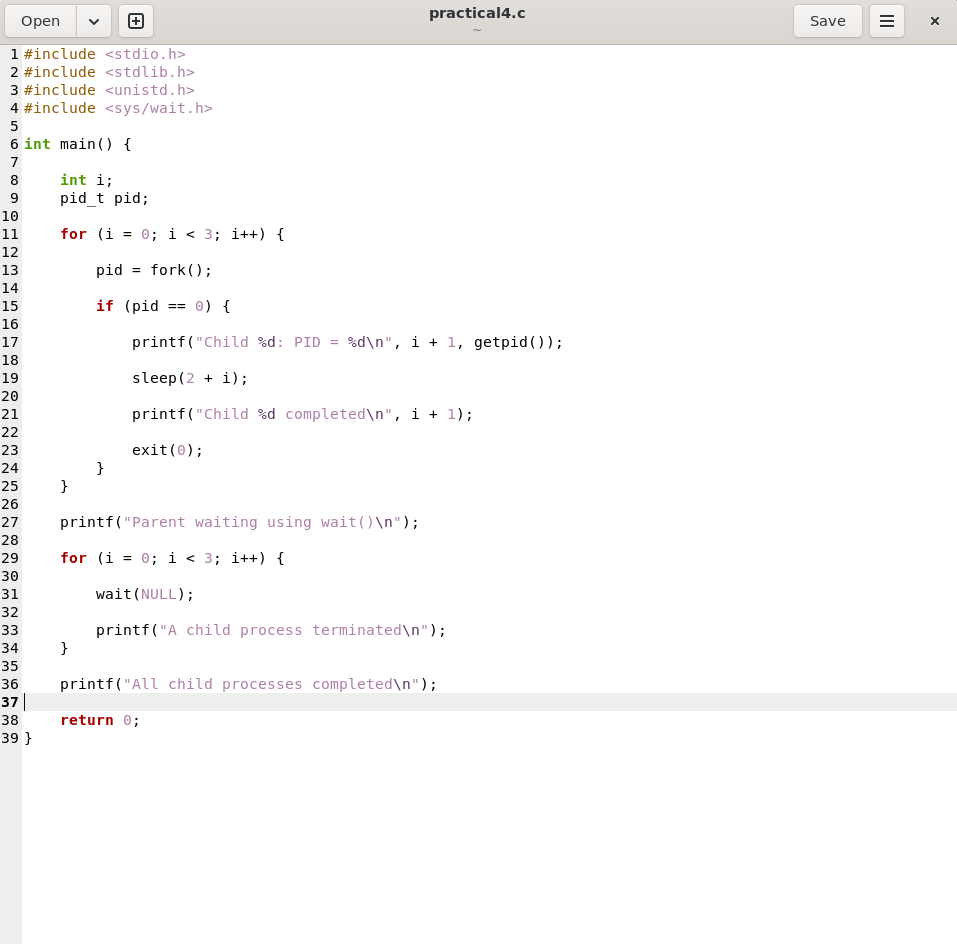 Open
practical4.c
~
Save
1 #include <stdio.h>
2 #include <stdlib.h>
3 #include <unistd.h>
4 #include <sys/wait.h>
5
6 int main() {
7
8     int i;
9     pid_t pid;
10
11     for (i = 0; i < 3; i++) {
12
13         pid = fork();
14
15         if (pid == 0) {
16
17             printf("Child %d: PID = %d\n", i + 1, getpid());
18
19             sleep(2 + i);
20
21             printf("Child %d completed\n", i + 1);
22
23             exit(0);
24         }
25     }
26
27     printf("Parent waiting using wait()\n");
28
29     for (i = 0; i < 3; i++) {
30
31         wait(NULL);
32
33         printf("A child process terminated\n");
34     }
35
36     printf("All child processes completed\n");
37
38     return 0;
39 }